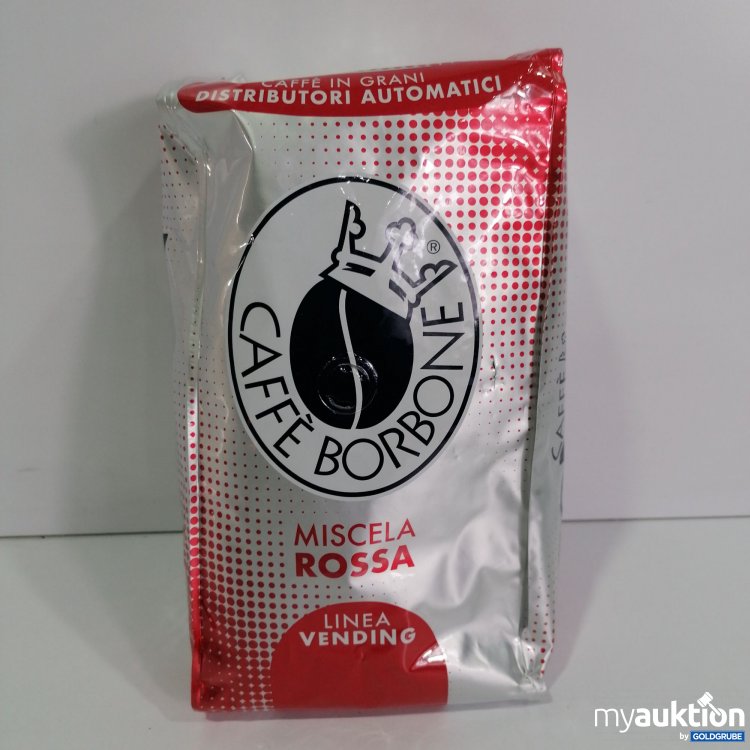 CAFFÈ IN GRANI
DISTRIBUTORI AUTOMATICI
®
CAFFÈ BORBONE
MISCELA
ROSSA
LINEA
VENDING
myauktion
by GOLDGRUBE